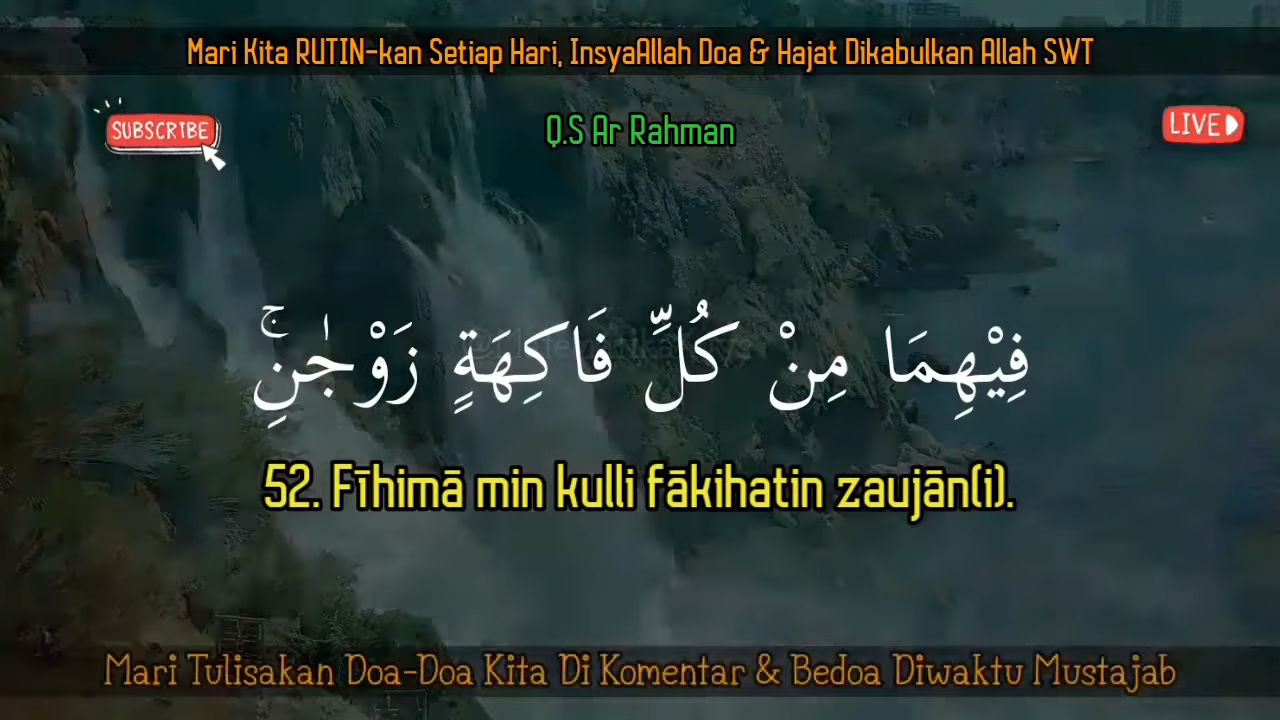 Mari Kita RUTIN-kan Setiap Hari, InsyaAllah Doa & Hajat Dikabulkan Allah SWT
SUBSCRIBE
Q.S Ar Rahman
LIVE
فِيْهِمَا مِنْ كُلِّ فَاكِهَةٍ زَوْجٰنِۚ
52. Fīhimā min kulli fākihatin zaujān(i).
Mari Tulisakan Doa-Doa Kita Di Komentar & Bedoa Diwaktu Mustajab